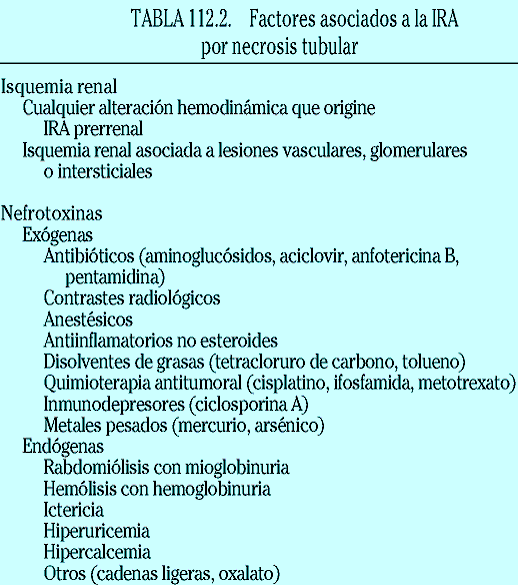 TABLA 112.2. Factores asociados a la IRA
por necrosis tubular
Isquemia renal
Cualquier alteración hemodinámica que origine
IRA prerrenal
Isquemia renal asociada a lesiones vasculares, glomerulares
o intersticiales
Nefrotoxinas
Exógenas
Antibióticos (aminoglucósidos, aciclovir, anfotericina B,
pentamidina)
Contrastes radiológicos
Anestésicos
Antiinflamatorios no esteroides
Disolventes de grasas (tetracloruro de carbono, tolueno)
Quimioterapia antitumoral (cisplatino, ifosfamida, metotrexato)
Inmunodepresores (ciclosporina A)
Metales pesados (mercurio, arsénico)
Endógenas
Rabdomiólisis con mioglobinuria
Hemólisis con hemoglobinuria
Ictericia
Hiperuricemia
Hipercalcemia
Otros (cadenas ligeras, oxalato)